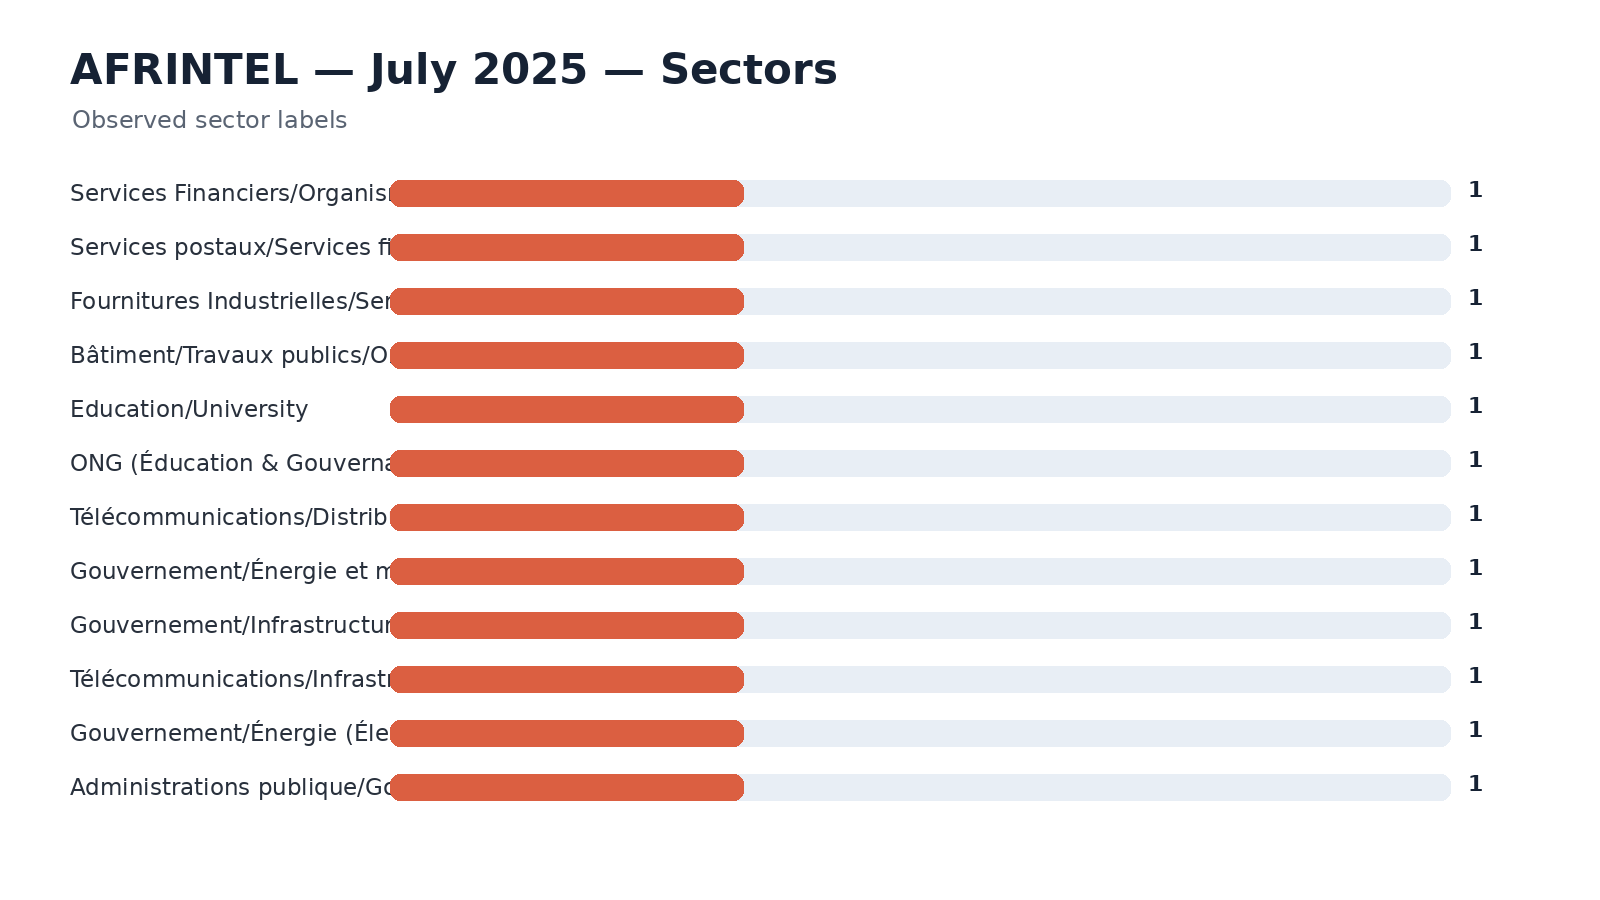 AFRINTEL — July 2025 — Sectors
Observed sector labels
Services Financiers/Organis 1
Services postaux/Services fi 1
Fournitures Industrielles/Ser 1
Bâtiment/Travaux publics/O 1
Education/University 1
ONG (Éducation & Gouverna 1
Télécommunications/Distrib 1
Gouvernement/Énergie et m 1
Gouvernement/Infrastructur 1
Télécommunications/Infrastr 1
Gouvernement/Énergie (Éle 1
Administrations publique/Go 1